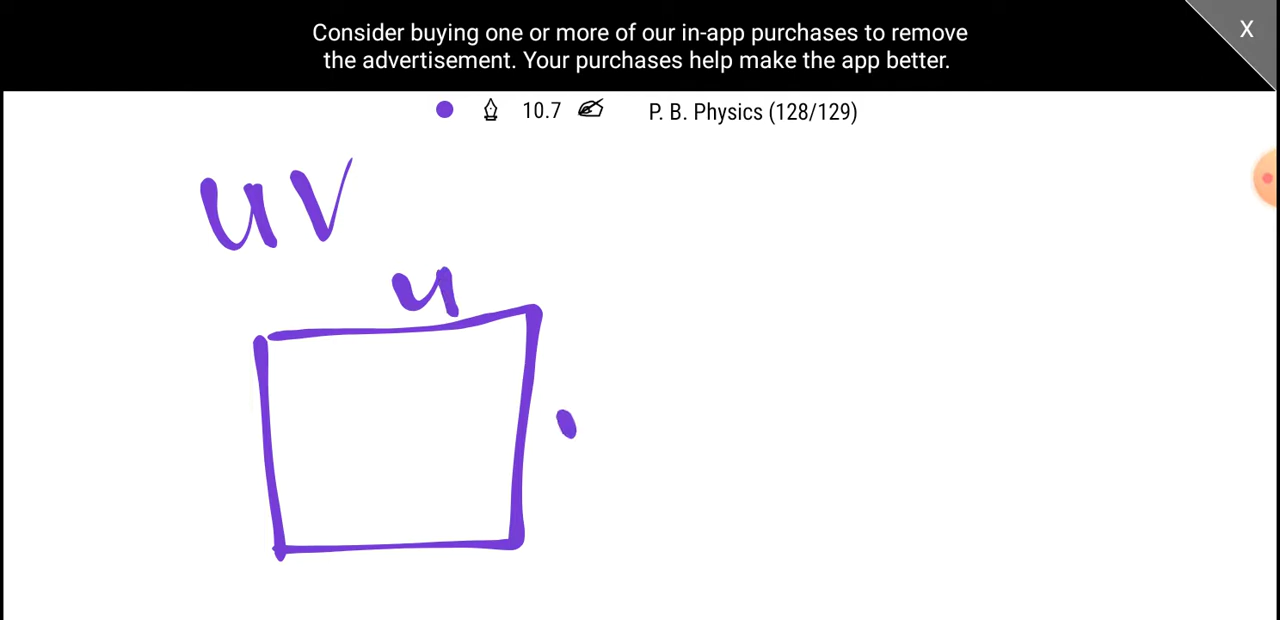 Consider buying one or more of our in-app purchases to remove
the advertisement. Your purchases help make the app better.
X
10.7 P. B. Physics (128/129)
uv
u